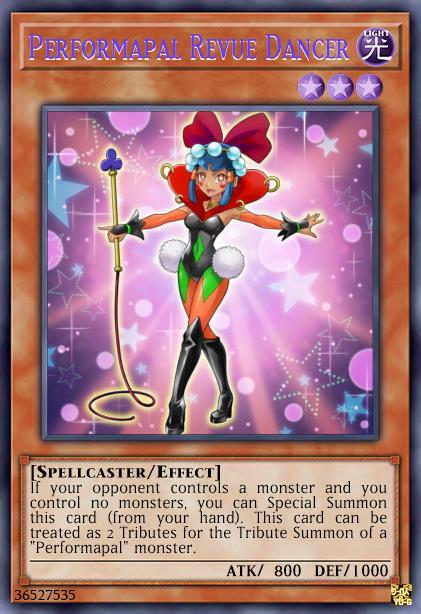 Performapal Revue Dancer
LIGHT
光
[Spellcaster/Effect]
If your opponent controls a monster and you
control no monsters, you can Special Summon
this card (from your hand). This card can be
treated as 2 Tributes for the Tribute Summon of a
"Performapal" monster.
ATK/ 800 DEF/1000
36527535